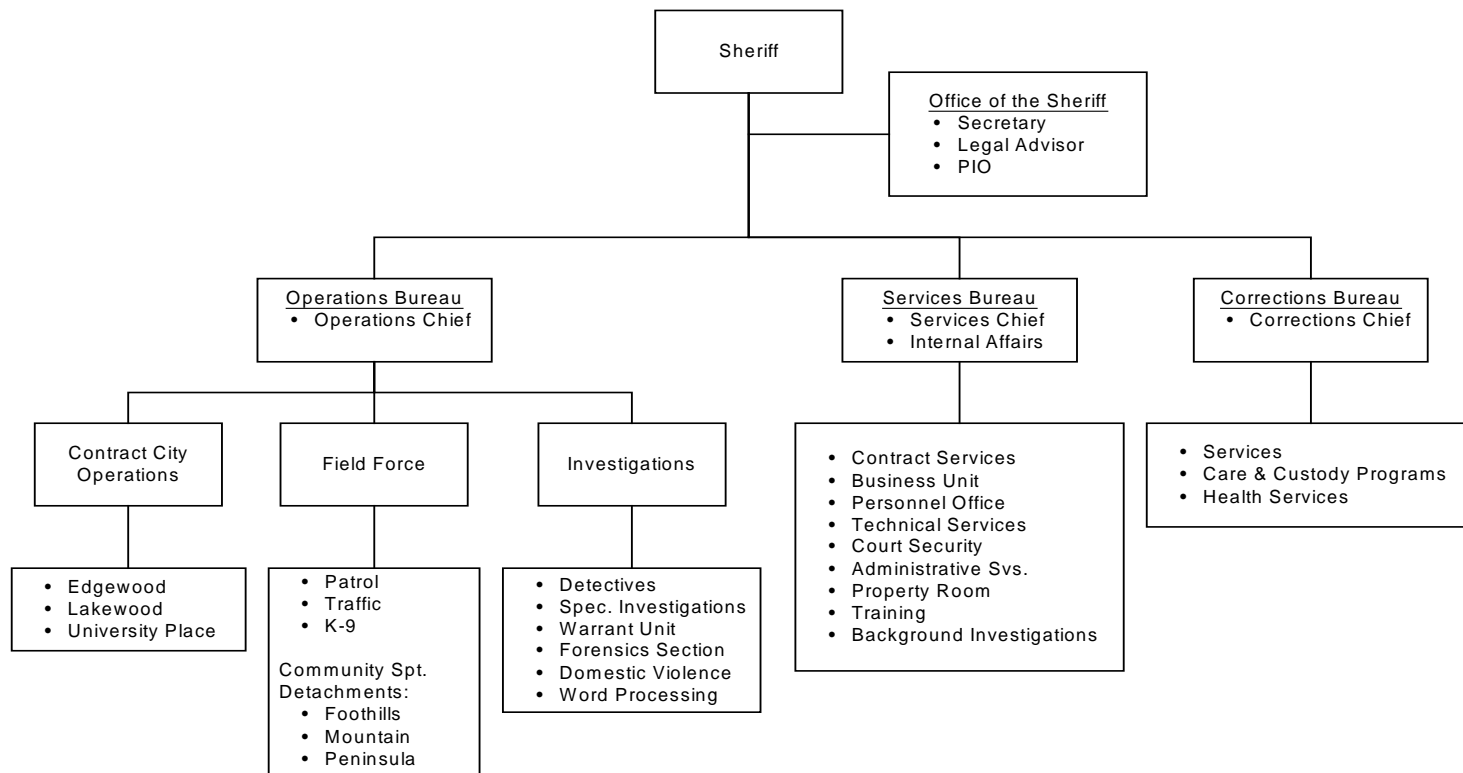 Sheriff
Office of the Sheriff
• Secretary
• Legal Advisor
• PIO
Operations Bureau
• Operations Chief
Services Bureau
• Services Chief
• Internal Affairs
Corrections Bureau
• Corrections Chief
Contract City
Operations
Field Force
Investigations
• Contract Services
• Business Unit
• Personnel Office
• Technical Services
• Court Security
• Administrative Svs.
• Property Room
• Training
• Background Investigations
• Services
• Care & Custody Programs
• Health Services
• Edgewood
• Lakewood
• University Place
• Patrol
• Traffic
• K-9
Community Spt.
Detachments:
• Foothills
• Mountain
• Peninsula
• Detectives
• Spec. Investigations
• Warrant Unit
• Forensics Section
• Domestic Violence
• Word Processing